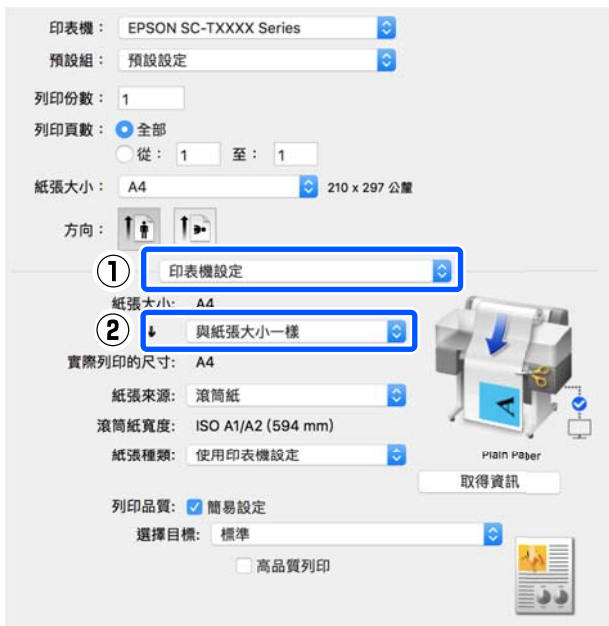 印表機： EPSON SC-TXXXX Series
預設組： 預設設定
列印份數： 1
列印頁數： 全部
從： 1 至： 1
紙張大小： A4 210 x 297 公釐
方向：
① 印表機設定
紙張大小: A4
② 與紙張大小一樣
實際列印的尺寸: A4
紙張來源: 滾筒紙
滾筒紙寬度: ISO A1/A2 (594 mm)
紙張種類: 使用印表機設定
Plain Paper
取得資訊
列印品質: 簡易設定
選擇目標: 標準
高品質列印
A